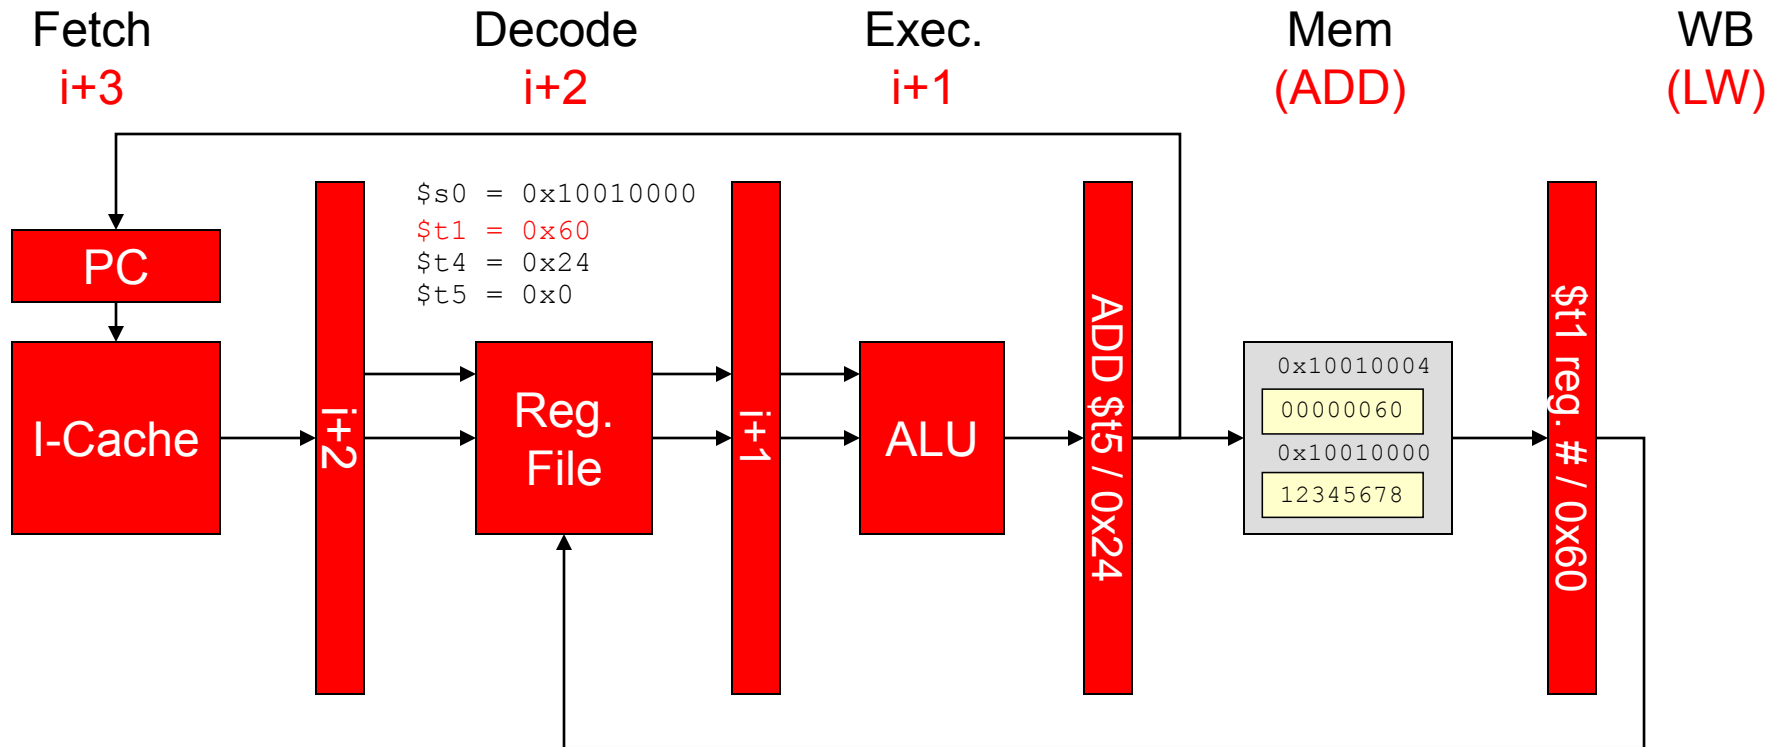 Fetch
Decode
Exec.
Mem
WB
i+3
i+2
i+1
(ADD)
(LW)
$s0 = 0x10010000
$t1 = 0x60
$t4 = 0x24
$t5 = 0x0
PC
I-Cache
i+2
Reg.
File
i+1
ALU
ADD $t5 / 0x24
0x10010004
00000060
0x10010000
12345678
$t1 reg. # / 0x60